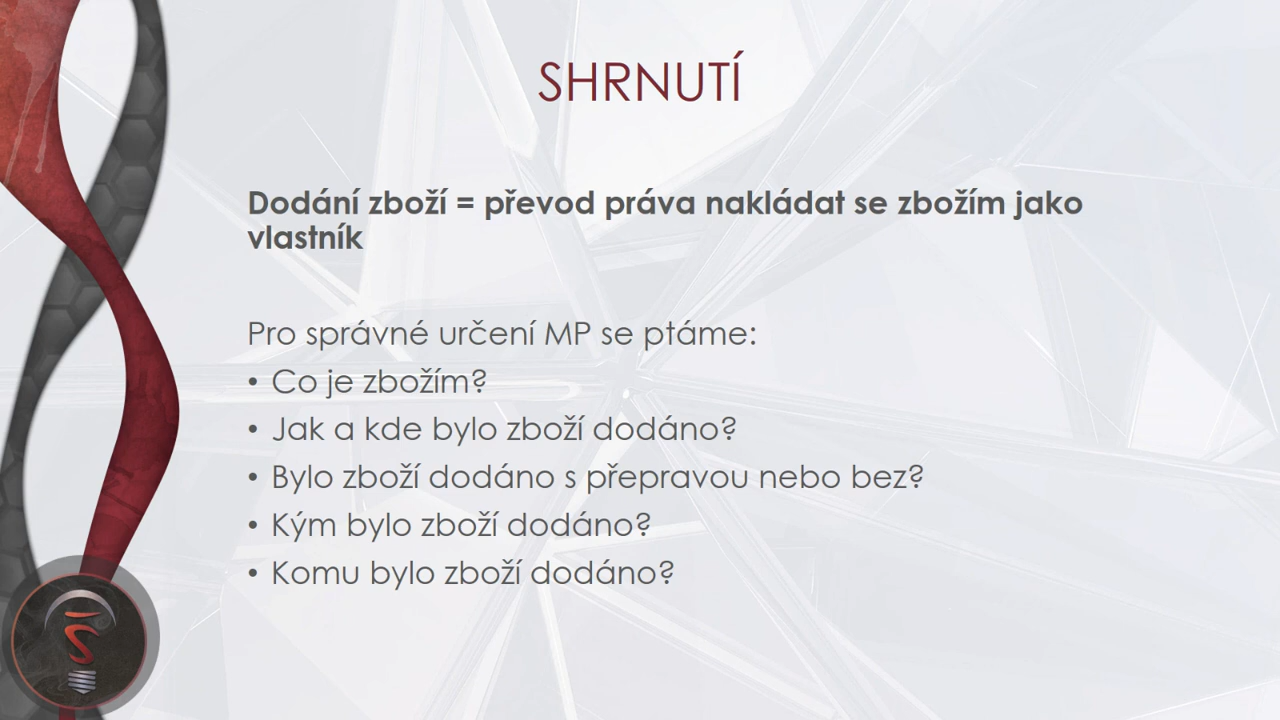 SHRNUTÍ
Dodání zboží = převod práva nakládat se zbožím jako
vlastník
Pro správné určení MP se ptáme:
• Co je zbožím?
• Jak a kde bylo zboží dodáno?
• Bylo zboží dodáno s přepravou nebo bez?
• Kým bylo zboží dodáno?
• Komu bylo zboží dodáno?